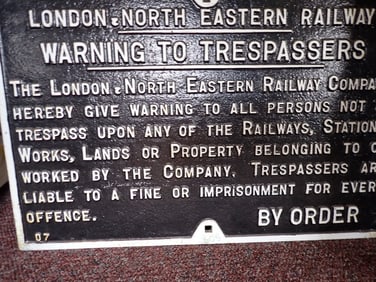 LONDON & NORTH EASTERN RAILWAY
WARNING TO TRESPASSERS
THE LONDON & NORTH EASTERN RAILWAY COMPA
HEREBY GIVE WARNING TO ALL PERSONS NOT
TRESPASS UPON ANY OF THE RAILWAYS, STATION
WORKS, LANDS OR PROPERTY BELONGING TO O
WORKED BY THE COMPANY. TRESPASSERS AR
LIABLE TO A FINE OR IMPRISONMENT FOR EVER
OFFENCE.
BY ORDER
07